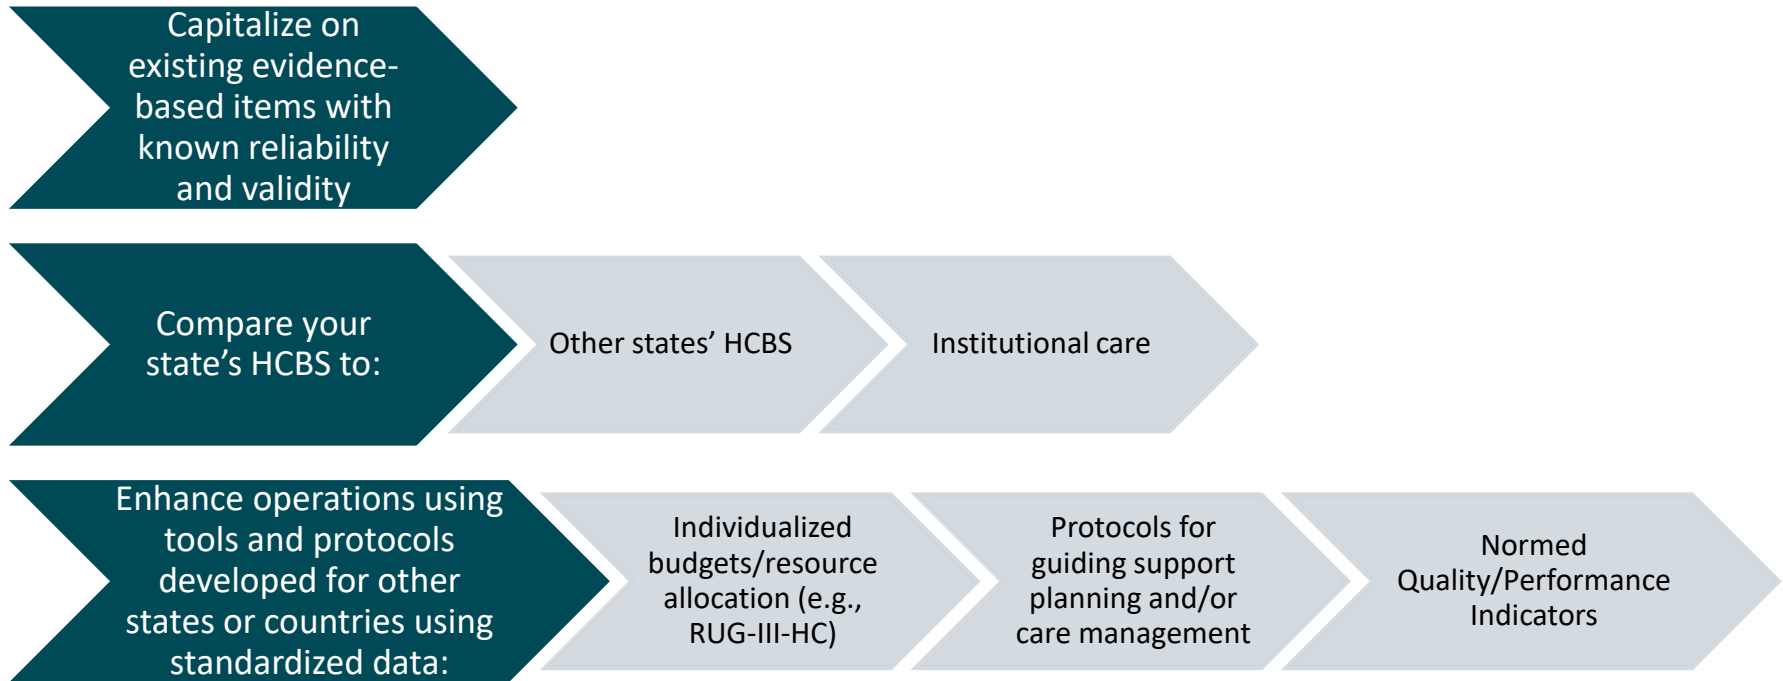 Capitalize on
existing evidence-
based items with
known reliability
and validity
Compare your
state’s HCBS to:
Other states’ HCBS
Institutional care
Enhance operations using
tools and protocols
developed for other
states or countries using
standardized data:
Individualized
budgets/resource
allocation (e.g.,
RUG-III-HC)
Protocols for
guiding support
planning and/or
care management
Normed
Quality/Performance
Indicators